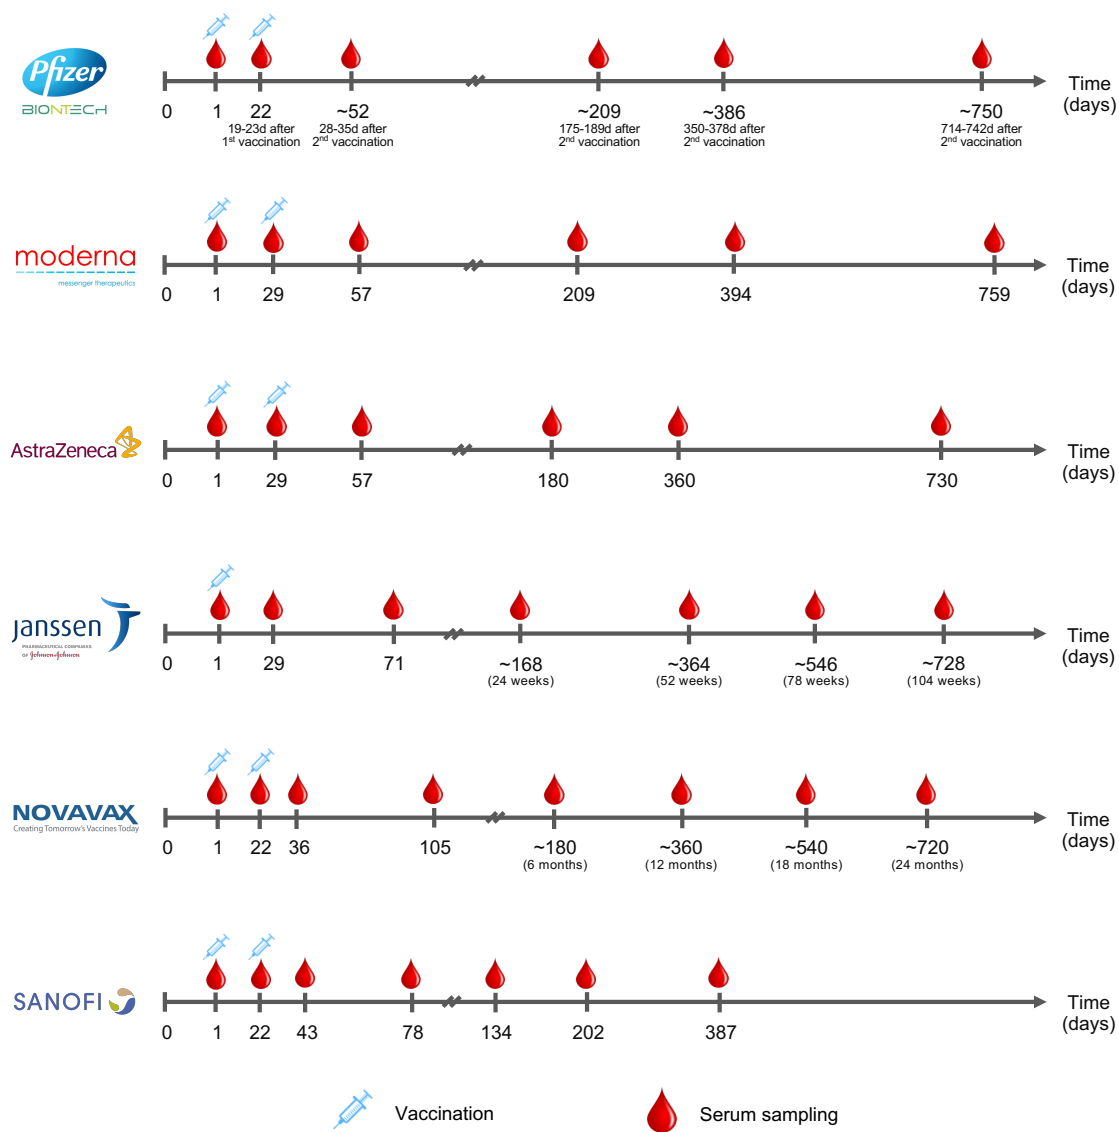 Pfizer
BIONTECH
0 1 22 ~52 ~209 ~386 ~750
19-23d after 28-35d after 175-189d after 350-378d after 714-742d after
1st vaccination 2nd vaccination 2nd vaccination 2nd vaccination 2nd vaccination
Time
(days)
moderna
messenger therapeutics
0 1 29 57 209 394 759
Time
(days)
AstraZeneca
0 1 29 57 180 360 730
Time
(days)
janssen
PHARMACEUTICAL COMPANIES
OF Johnson&Johnson
0 1 29 71 ~168 ~364 ~546 ~728
(24 weeks) (52 weeks) (78 weeks) (104 weeks)
Time
(days)
NOVAVAX
Creating Tomorrow's Vaccines Today
0 1 22 36 105 ~180 ~360 ~540 ~720
(6 months) (12 months) (18 months) (24 months)
Time
(days)
SANOFI
0 1 22 43 78 134 202 387
Time
(days)
Vaccination Serum sampling